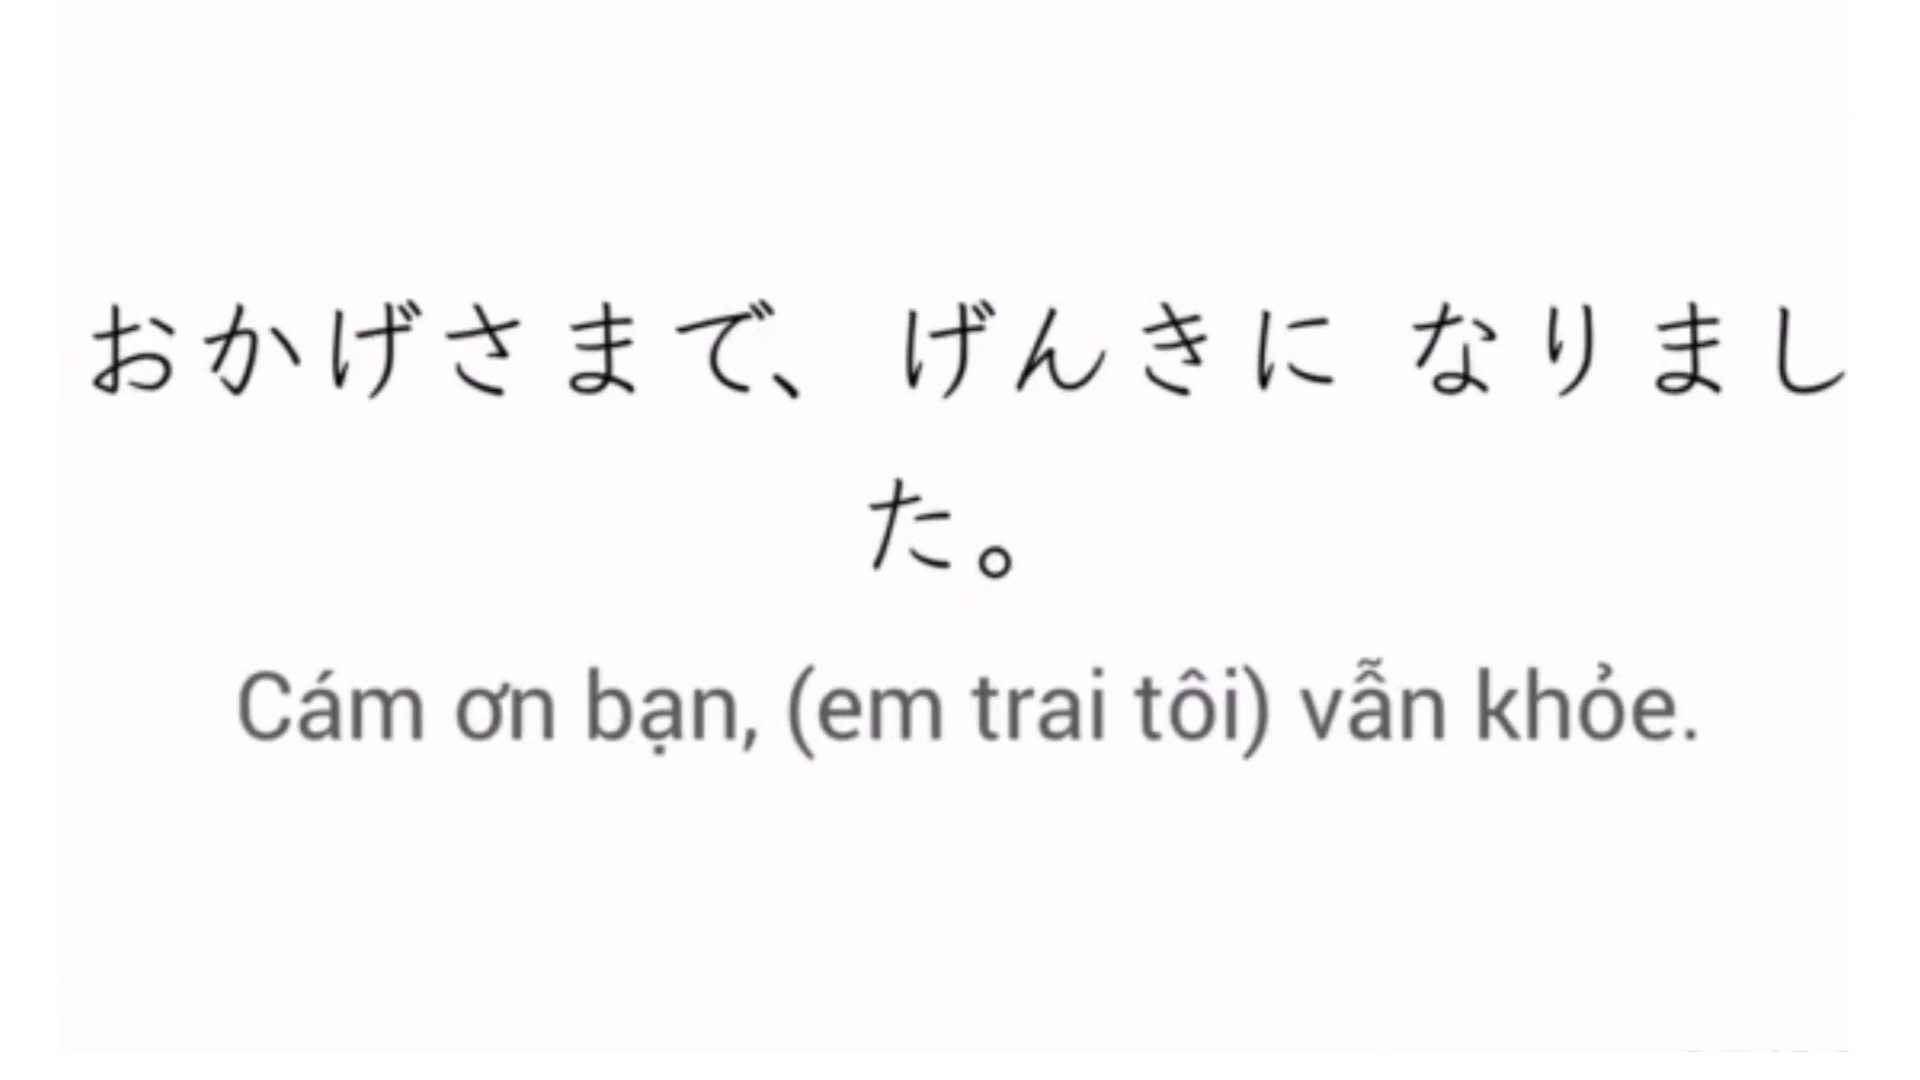 おかげさまで、げんきに なりまし
た。
Cám ơn bạn, (em trai tôi) vẫn khỏe.